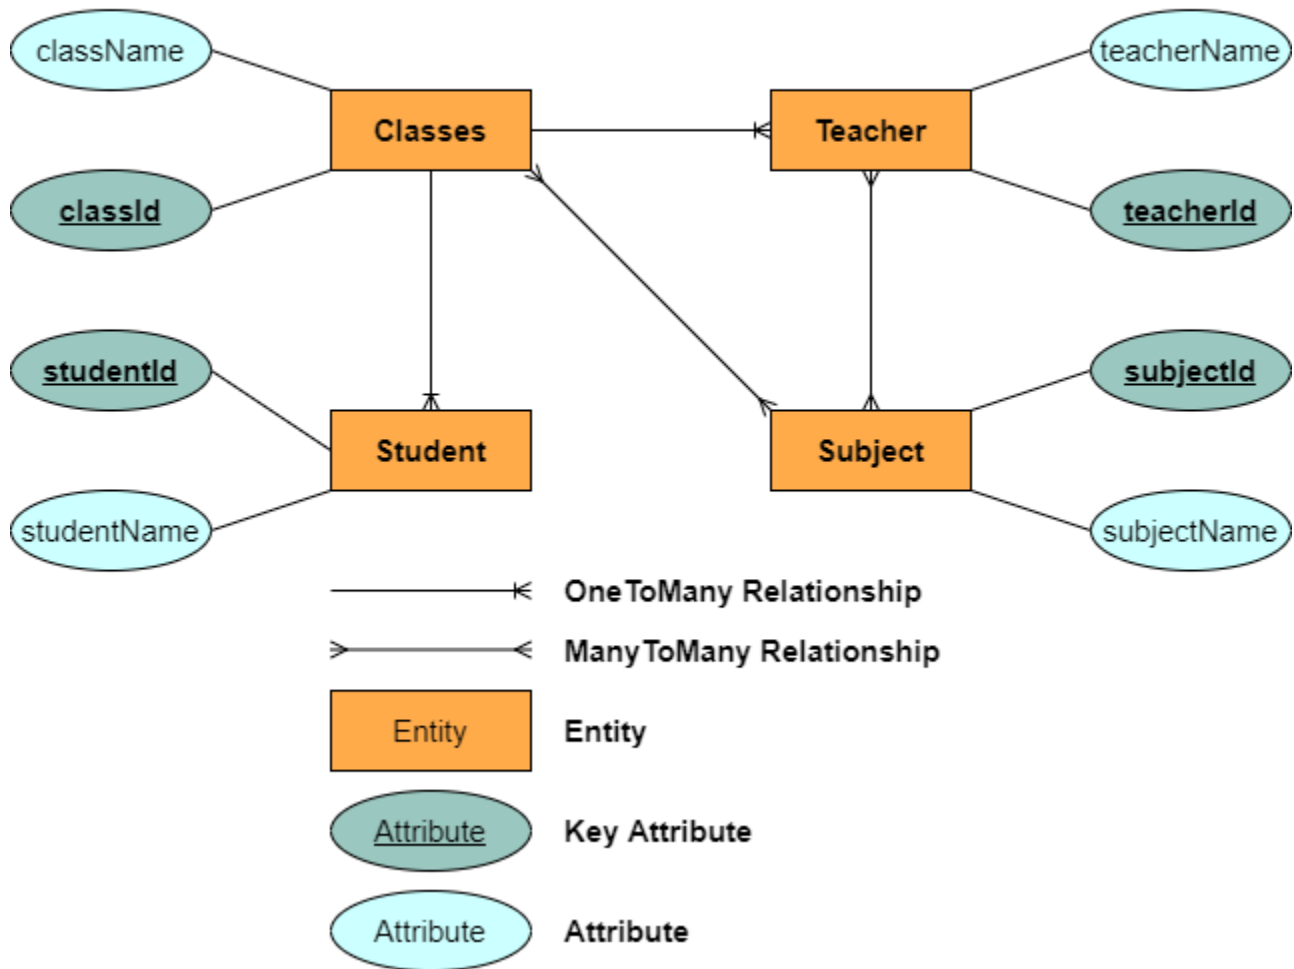 className
teacherName
Classes
Teacher
classId
teacherId
studentId
subjectId
Student
Subject
studentName
subjectName
OneToMany Relationship
ManyToMany Relationship
Entity
Entity
Attribute
Key Attribute
Attribute
Attribute